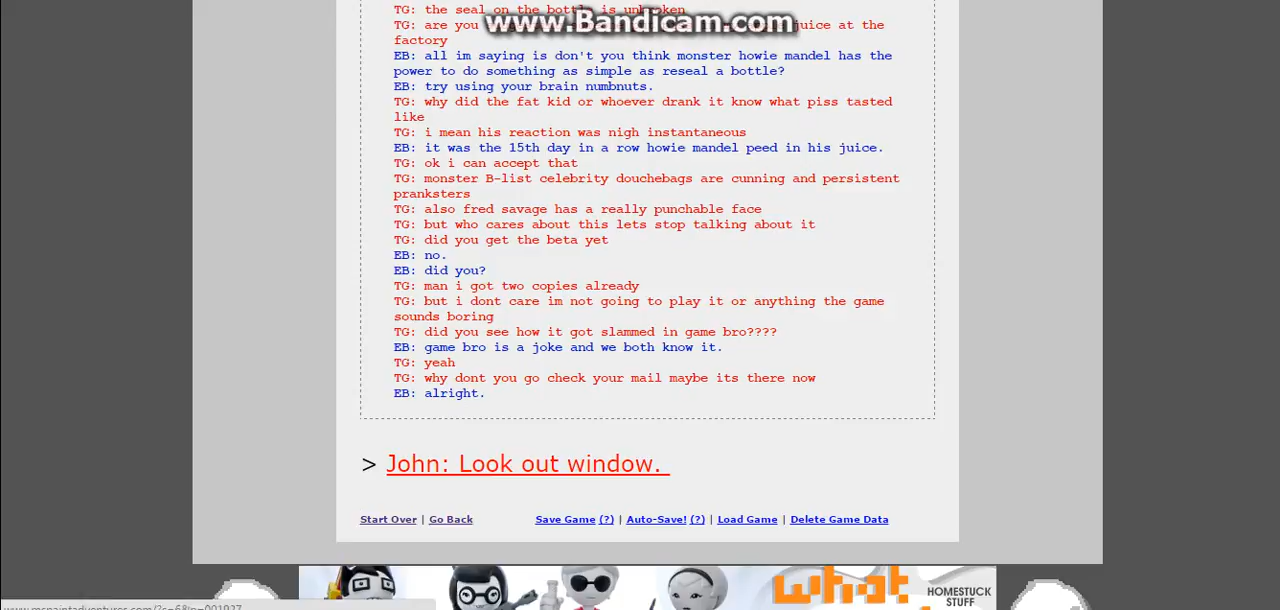 TG: the seal on the bottle is unbroken
www.Bandicam.com
TG: are you juice at the
factory
EB: all im saying is don't you think monster howie mandel has the
power to do something as simple as reseal a bottle?
EB: try using your brain numbnuts.
TG: why did the fat kid or whoever drank it know what piss tasted
like
TG: i mean his reaction was nigh instantaneous
EB: it was the 15th day in a row howie mandel peed in his juice.
TG: ok i can accept that
TG: monster B-list celebrity douchebags are cunning and persistent
pranksters
TG: also fred savage has a really punchable face
TG: but who cares about this lets stop talking about it
TG: did you get the beta yet
EB: no.
EB: did you?
TG: man i got two copies already
TG: but i dont care im not going to play it or anything the game
sounds boring
TG: did you see how it got slammed in game bro????
EB: game bro is a joke and we both know it.
TG: yeah
TG: why dont you go check your mail maybe its there now
EB: alright.
> John: Look out window.
Start Over | Go Back Save Game (?) | Auto-Save! (?) | Load Game | Delete Game Data
what
HOMESTUCK
STUFF
www.mspaintadventures.com/?s=6&p=001927